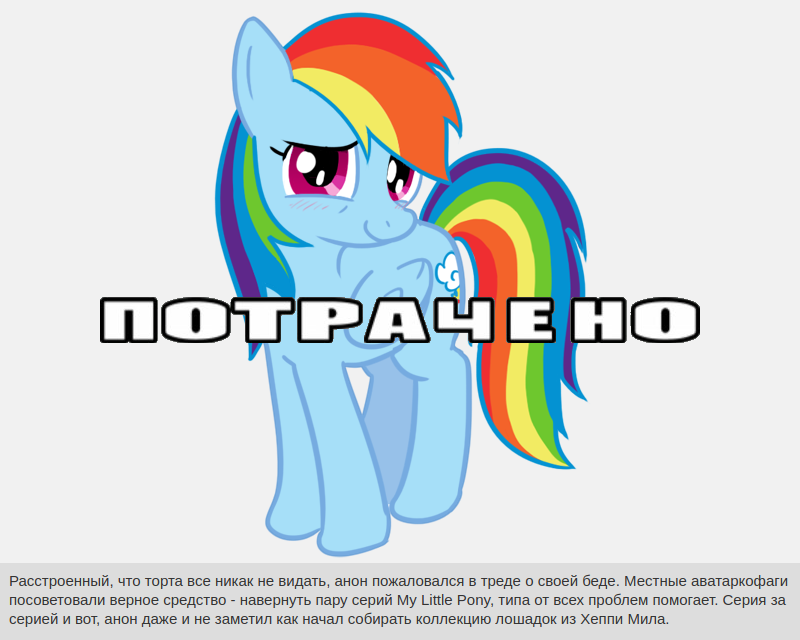 ПОТРАЧЕНО
Расстроенный, что торта все никак не видать, анон пожаловался в треде о своей беде. Местные аватаркофаги
посоветовали верное средство - навернуть пару серий My Little Pony, типа от всех проблем помогает. Серия за
серией и вот, анон даже и не заметил как начал собирать коллекцию лошадок из Хеппи Мила.